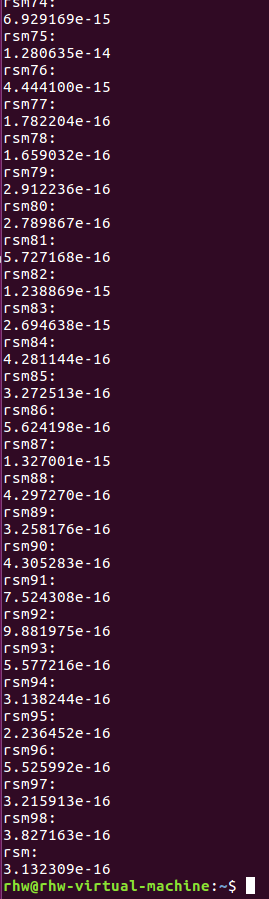 rsm74:
6.929169e-15
rsm75:
1.280635e-14
rsm76:
4.444100e-15
rsm77:
1.782204e-16
rsm78:
1.659032e-16
rsm79:
2.912236e-16
rsm80:
2.789867e-16
rsm81:
5.727168e-16
rsm82:
1.238869e-15
rsm83:
2.694638e-15
rsm84:
4.281144e-16
rsm85:
3.272513e-16
rsm86:
5.624198e-16
rsm87:
1.327001e-15
rsm88:
4.297270e-16
rsm89:
3.258176e-16
rsm90:
4.305283e-16
rsm91:
7.524308e-16
rsm92:
9.881975e-16
rsm93:
5.577216e-16
rsm94:
3.138244e-16
rsm95:
2.236452e-16
rsm96:
5.525992e-16
rsm97:
3.215913e-16
rsm98:
3.827163e-16
rsm:
3.132309e-16
rhw@rhw-virtual-machine:~$